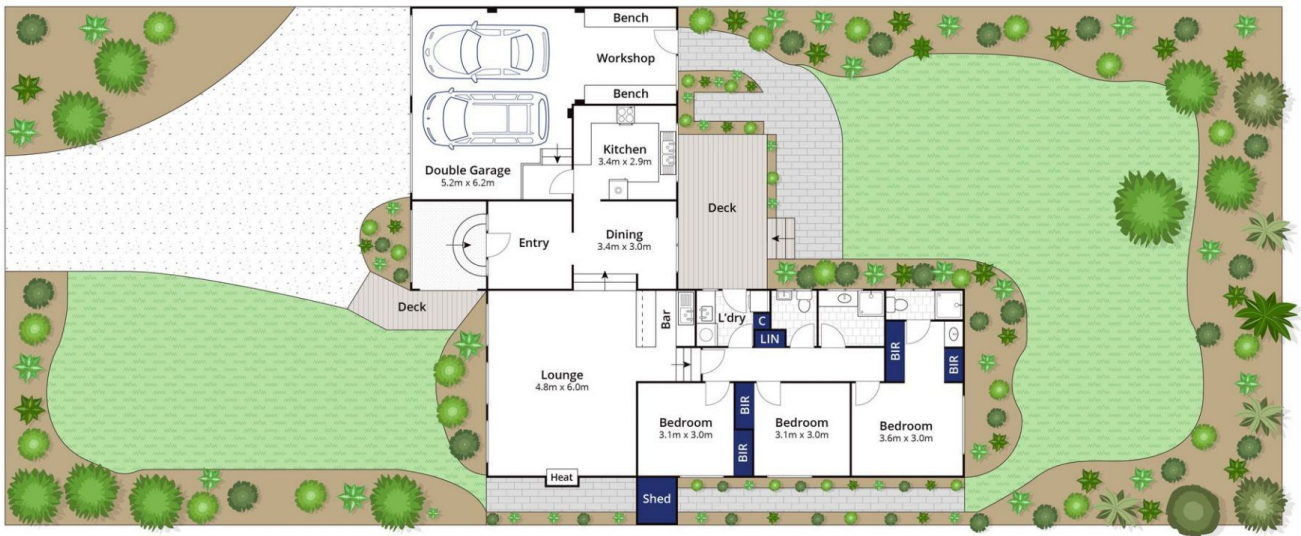 Bench
Workshop
Bench
Kitchen
3.4m x 2.9m
Double Garage
5.2m x 6.2m
Deck
Entry
Dining
3.4m x 3.0m
Deck
Bar
L'dry
C
LIN
BIR
BIR
Lounge
4.8m x 6.0m
Bedroom
3.1m x 3.0m
BIR
BIR
Bedroom
3.1m x 3.0m
Bedroom
3.6m x 3.0m
Heat
Shed